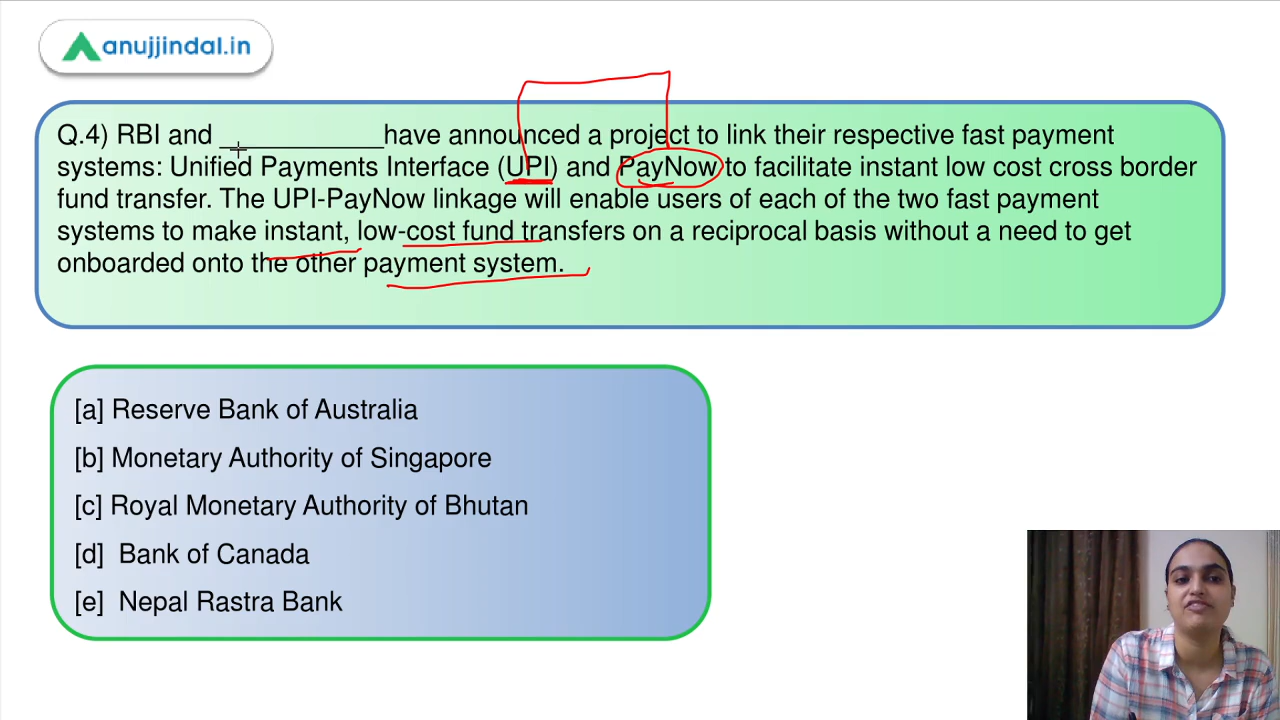 anujjindal.in
Q.4) RBI and ____________have announced a project to link their respective fast payment
systems: Unified Payments Interface (UPI) and PayNow to facilitate instant low cost cross border
fund transfer. The UPI-PayNow linkage will enable users of each of the two fast payment
systems to make instant, low-cost fund transfers on a reciprocal basis without a need to get
onboarded onto the other payment system.
[a] Reserve Bank of Australia
[b] Monetary Authority of Singapore
[c] Royal Monetary Authority of Bhutan
[d] Bank of Canada
[e] Nepal Rastra Bank